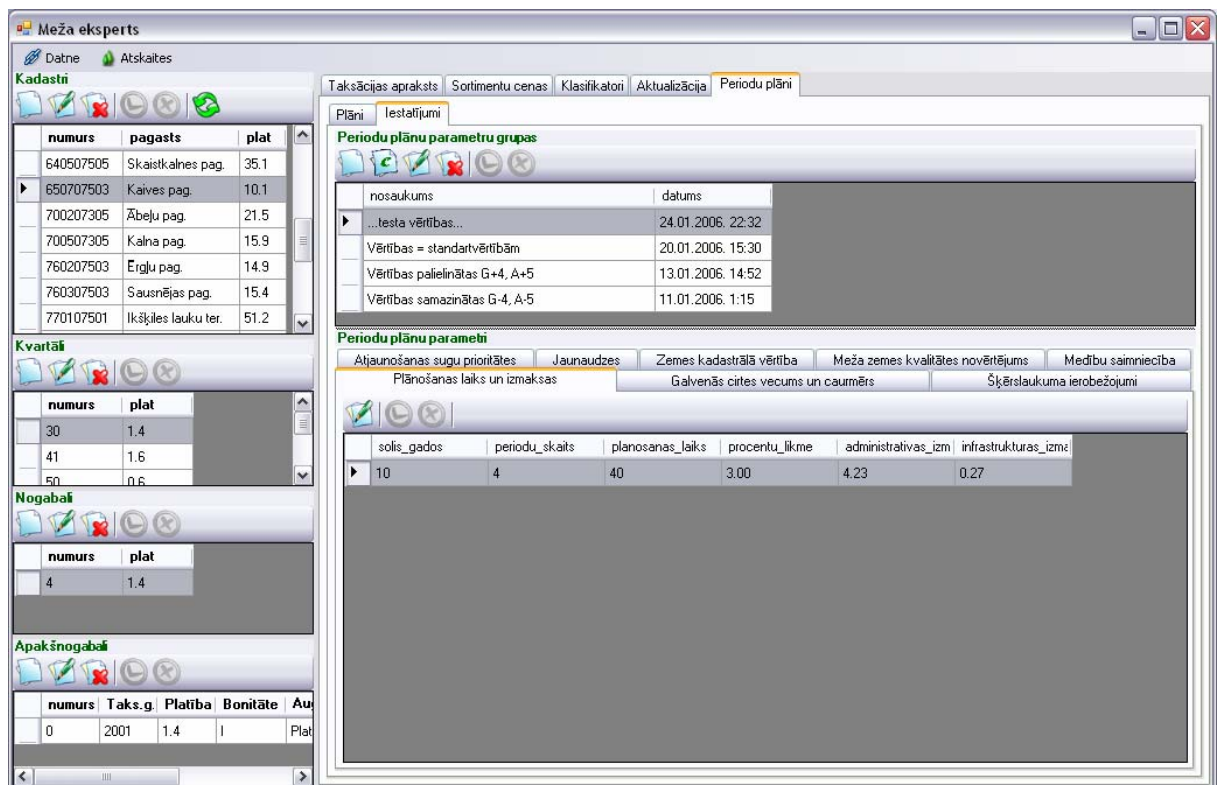 Meža eksperts
Datne Atskaites
Kadastri
numurs pagasts plat
640507505 Skaistkalnes pag. 35.1
650707503 Kaives pag. 10.1
700207305 Ābeļu pag. 21.5
700507305 Kalna pag. 15.9
760207503 Ērgļu pag. 14.9
760307503 Sausnējas pag. 15.4
770107501 Ikšķiles lauku ter. 51.2
Kvartāli
numurs plat
30 1.4
41 1.6
50 0.6
Nogabali
numurs plat
4 1.4
Apakšnogabali
numurs Taks.g. Platība Bonitāte Aug
0 2001 1.4 I Plat
Taksācijas apraksts Sortimentu cenas Klasifikatori Aktualizācija Periodu plāni
Plāni Iestatījumi
Periodu plānu parametru grupas
nosaukums datums
...testa vērtības... 24.01.2006. 22:32
Vērtības = standartvērtībām 20.01.2006. 15:30
Vērtības palielinātas G+4, A+5 13.01.2006. 14:52
Vērtības samazinātas G-4, A-5 11.01.2006. 1:15
Periodu plānu parametri
Atjaunošanas sugu prioritātes Jaunaudzes Zemes kadastrālā vērtība Meža zemes kvalitātes novērtējums Medību saimniecība
Plānošanas laiks un izmaksas Galvenās cirtes vecums un caurmērs Šķērslaukuma ierobežojumi
solis_gados periodu_skaits planosanas_laiks procentu_likme administrativas_izm infrastrukturas_izma
10 4 40 3.00 4.23 0.27